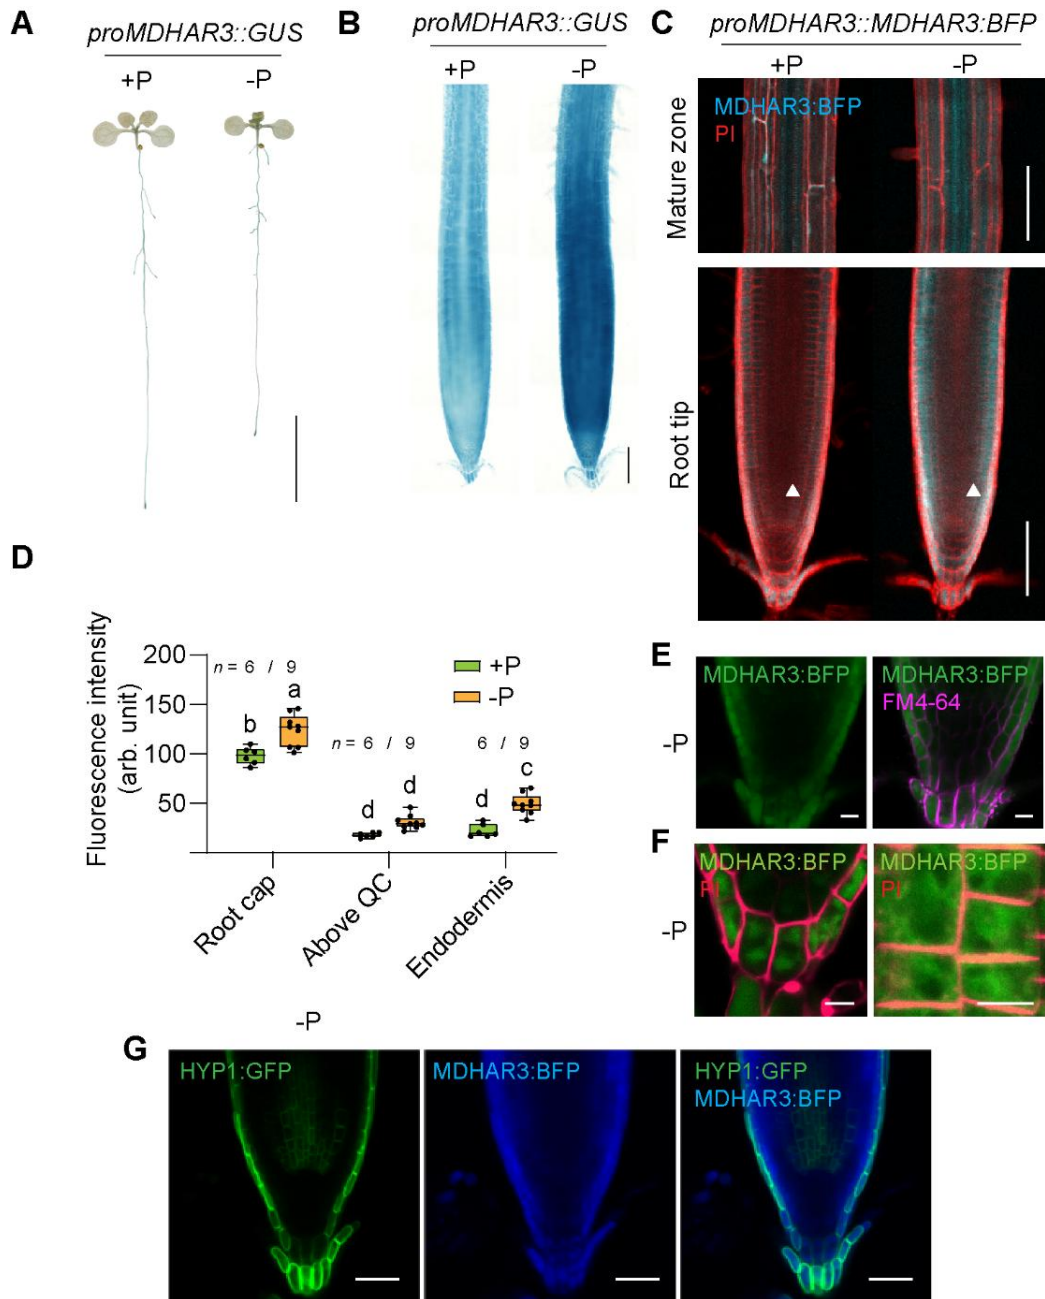 A
proMDHAR3::GUS
+P
-P
B
proMDHAR3::GUS
+P
-P
C
proMDHAR3::MDHAR3:BFP
+P
-P
Mature zone
MDHAR3:BFP
PI
Root tip
D
Fluorescence intensity
(arb. unit)
200
150
100
50
n = 6 / 9
a
b
n = 6 / 9
d
d
6 / 9
d
c
+P
-P
Root cap
Above QC
Endodermis
E
-P
MDHAR3:BFP
MDHAR3:BFP
FM4-64
F
-P
MDHAR3:BFP
PI
MDHAR3:BFP
PI
-P
G
HYP1:GFP
MDHAR3:BFP
HYP1:GFP
MDHAR3:BFP